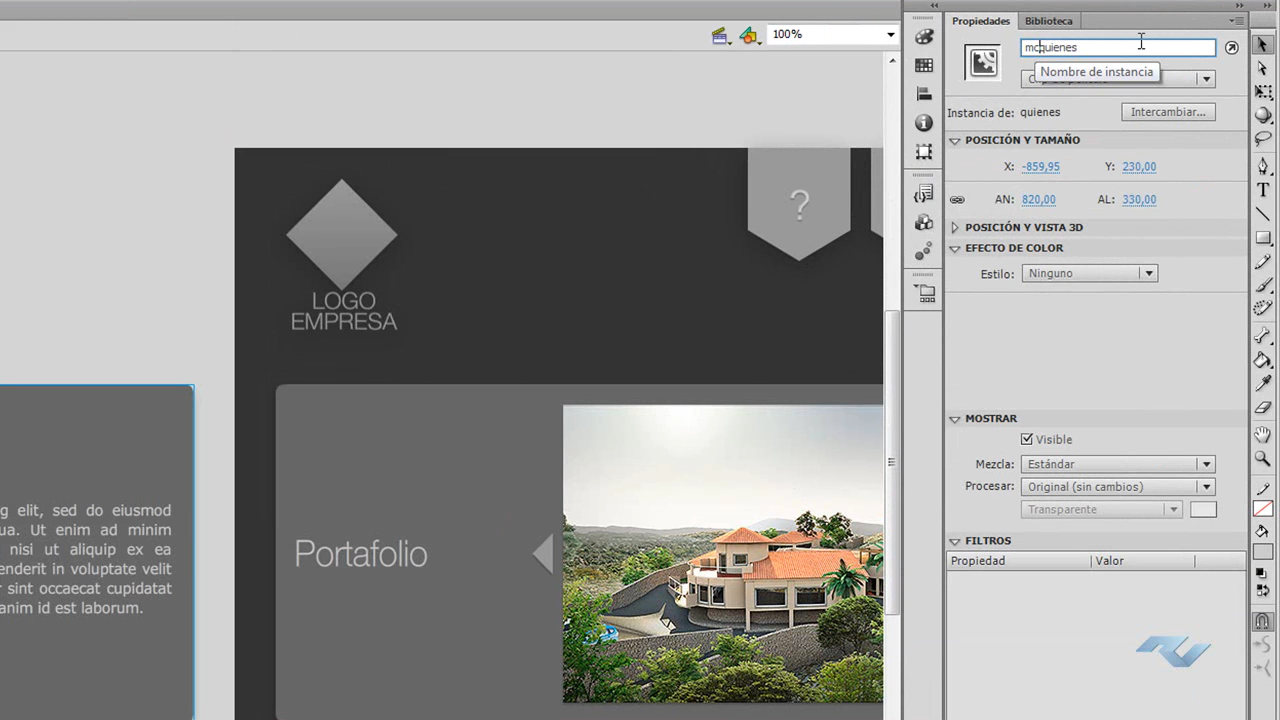 100%
Propiedades
Biblioteca
mcquienes
Nombre de instancia
Instancia de: quienes
Intercambiar...
POSICIÓN Y TAMAÑO
X: -859,95 Y: 230,00
AN: 820,00 AL: 330,00
POSICIÓN Y VISTA 3D
EFECTO DE COLOR
Estilo: Ninguno
MOSTRAR
Visible
Mezcla: Estándar
Procesar: Original (sin cambios)
Transparente
FILTROS
Propiedad Valor
?
LOGO
EMPRESA
Portafolio
g elit, sed do eiusmod
ua. Ut enim ad minim
nisi ut aliquip ex ea
enderit in voluptate velit
r sint occaecat cupidatat
anim id est laborum.
T